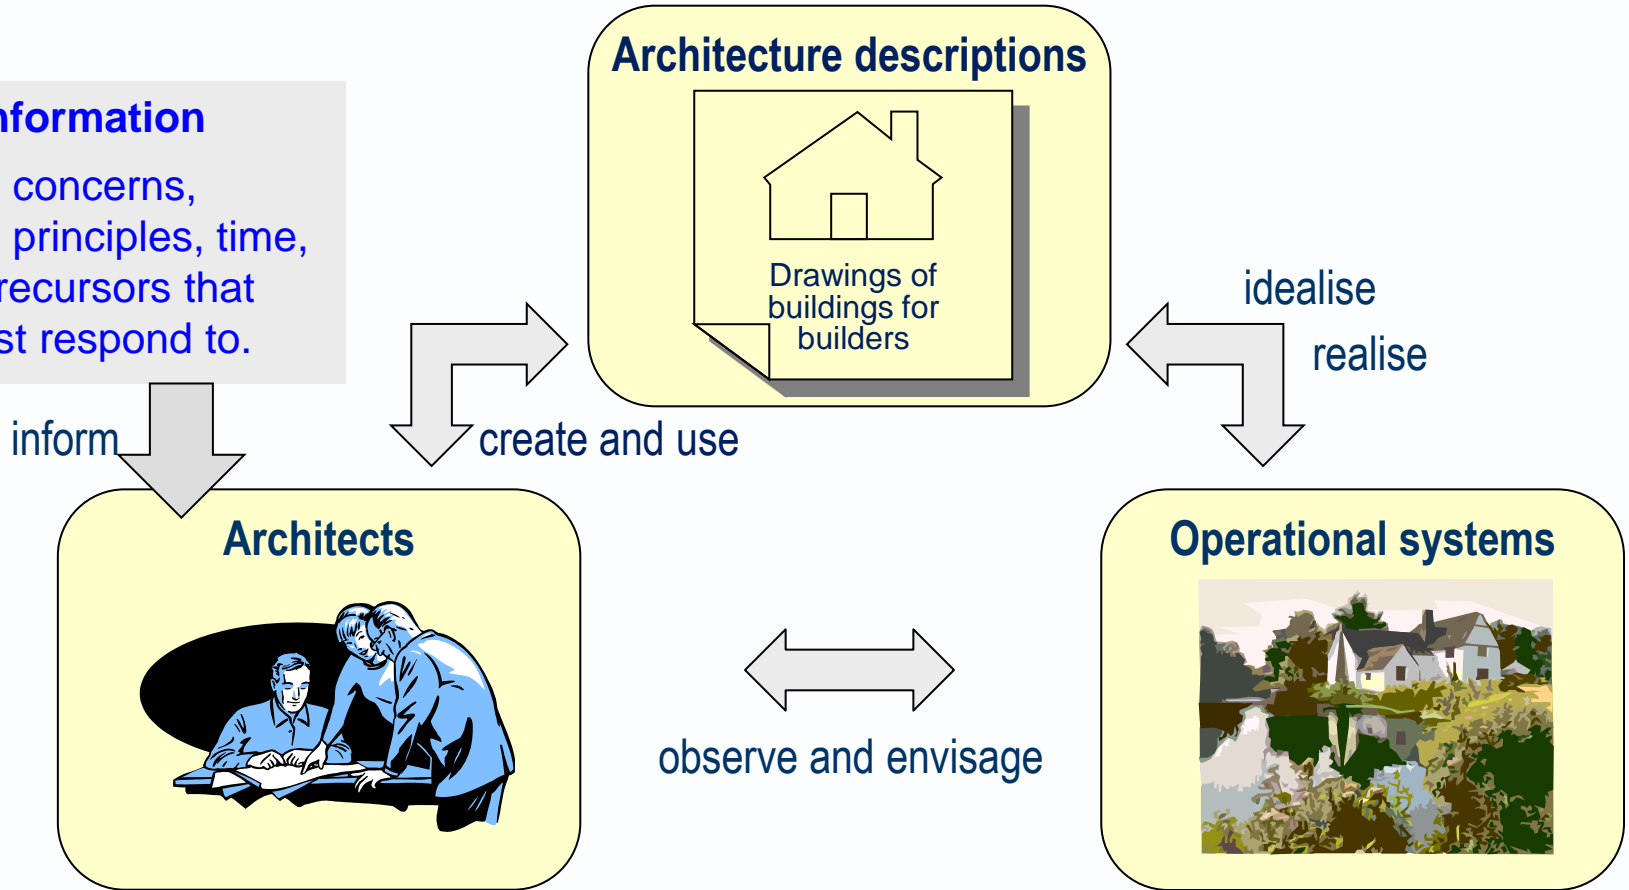 Architecture descriptions
nformation
concerns,
principles, time,
recursors that
st respond to.
Drawings of
buildings for
builders
idealise
realise
inform
create and use
Architects
Operational systems
observe and envisage